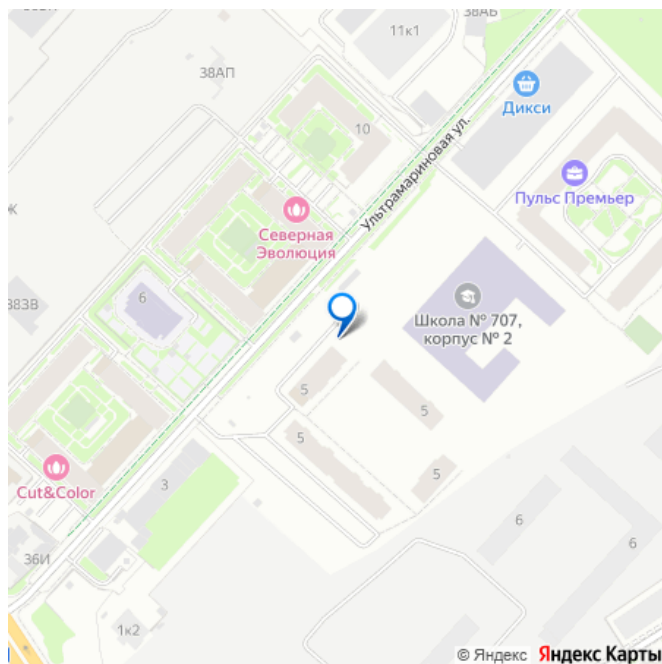 38АБ
11к1
38АП
Дикси
10
Ультрамариновая ул.
Пульс Премьер
Северная
Эволюция
Ж
6
383В
Школа № 707,
корпус № 2
5
5
5
Cut&Color
3
5
6
6
36И
1к2
© Яндекс Яндекс Карты